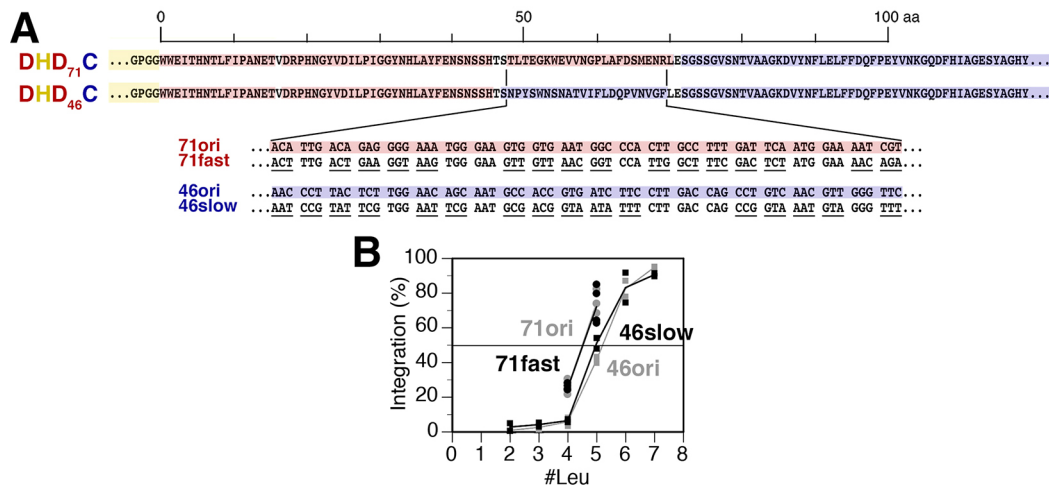 A
0 50 100 aa
DHD71C ...GPGGWWEITHNTLFIPANETVDRPHNGYVDILPIGGYNHLAYFENSNSSHTSTLTEGKWEVVNGPLAFDSMENRLESGSSGVSNTVAAGKDVYNFLELFFDQFPEYVNKGQDFHIAGESYAGHY...
DHD46C ...GPGGWWEITHNTLFIPANETVDRPHNGYVDILPIGGYNHLAYFENSNSSHTSSNPYSWNSNATVIFLDQPVNVGFLESGSSGVSNTVAAGKDVYNFLELFFDQFPEYVNKGQDFHIAGESYAGHY...
71ori ...ACA TTG ACA GAG GGG AAA TGG GAA GTG GTG AAT GGC CCA CTT GCC TTT GAT TCA ATG GAA AAT CGT...
71fast ...ACT TTG ACT GAA GGT AAG TGG GAA GTT GTT AAC GGT CCA TTG GCT TTC GAC TCT ATG GAA AAC AGA...
46ori ...AAC CCT TAC TCT TGG AAC AGC AAT GCC ACC GTG ATC TTC CTT GAC CAG CCT GTC AAC GTT GGG TTC...
46slow ...AAT CCG TAT TCG TGG AAT TCG AAT GCG ACG GTA ATA TTT CTT GAC CAG CCG GTA AAT GTA GGG TTT...
B
Integration (%)
100
80
60
40
20
0
71ori
46slow
71fast
46ori
0 1 2 3 4 5 6 7 8
#Leu